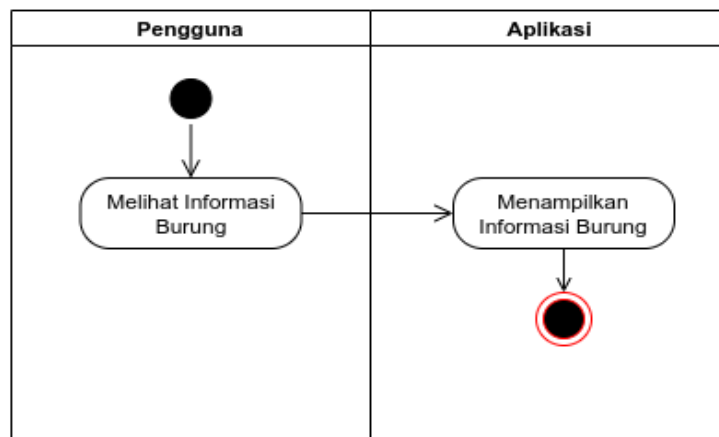 Pengguna
Aplikasi
Melihat Informasi
Burung
Menampilkan
Informasi Burung